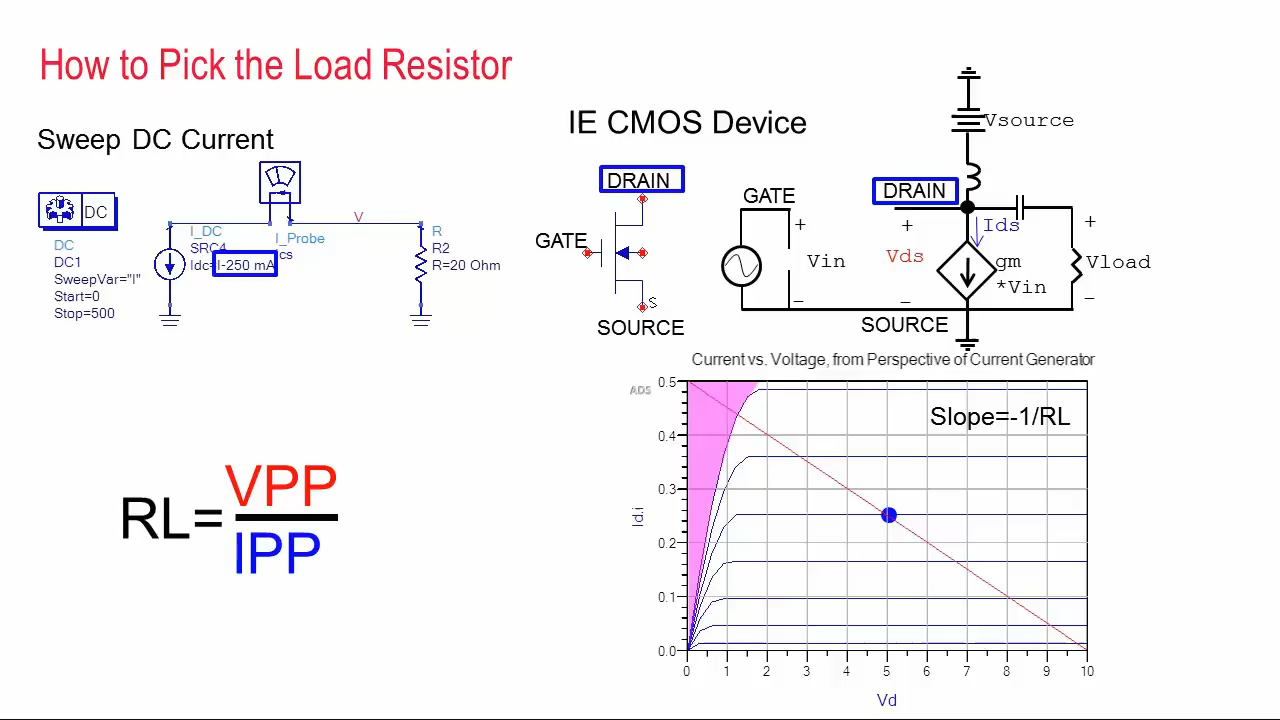 How to Pick the Load Resistor
Sweep DC Current
DC
DC
DC1
SweepVar="I"
Start=0
Stop=500
I_DC
SRC4
Idc=I-250 mA
I_Probe
V
R
R2
R=20 Ohm
IE CMOS Device
DRAIN
GATE
S
SOURCE
Vsource
GATE
DRAIN
+
Vin
–
+
Vds
–
Ids
gm
*Vin
+
Vload
–
SOURCE
RL=
VPP
IPP
Current vs. Voltage, from Perspective of Current Generator
ADS
Slope=-1/RL
0.5
0.4
0.3
0.2
0.1
0.0
Id.i
0 1 2 3 4 5 6 7 8 9 10
Vd